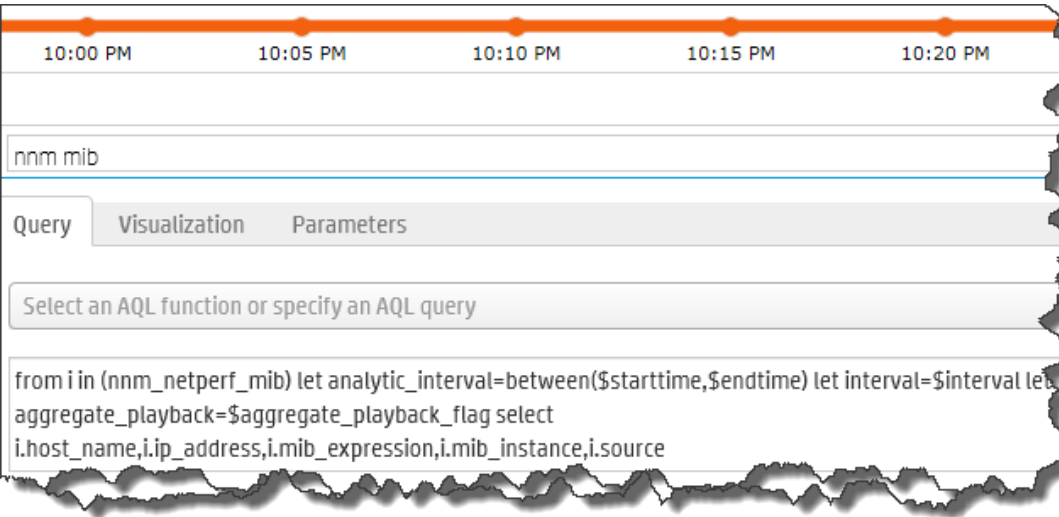 10:00 PM 10:05 PM 10:10 PM 10:15 PM 10:20 PM
nnm mib
Query Visualization Parameters
Select an AQL function or specify an AQL query
from i in (nnm_netperf_mib) let analytic_interval=between($starttime,$endtime) let interval=$interval let
aggregate_playback=$aggregate_playback_flag select
i.host_name,i.ip_address,i.mib_expression,i.mib_instance,i.source